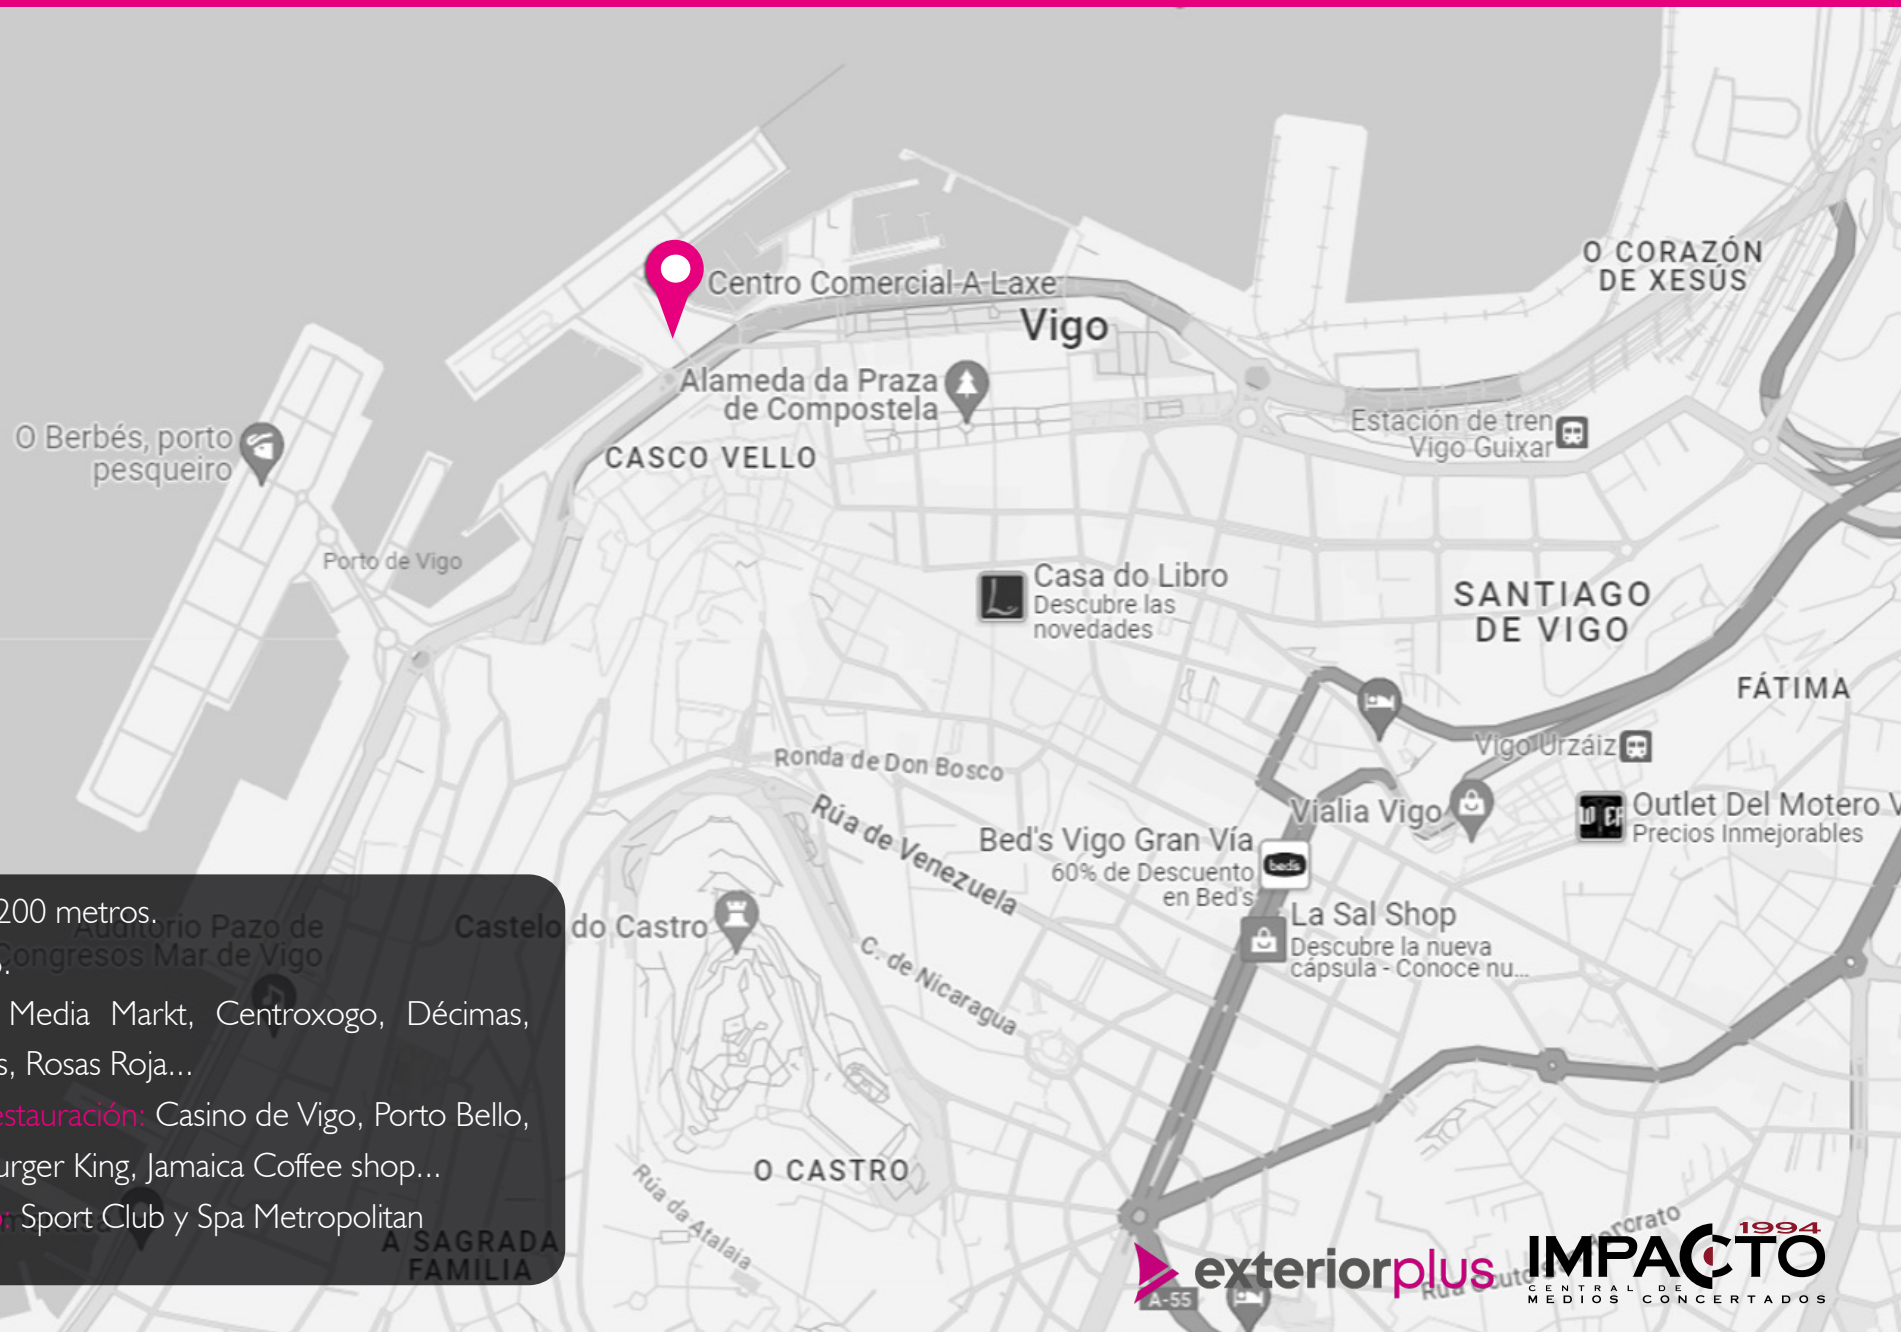 Centro Comercial A Laxe
Vigo
O CORAZÓN
DE XESÚS
Alameda da Praza
de Compostela
Estación de tren
Vigo Guixar
O Berbés, porto
pesqueiro
CASCO VELLO
Porto de Vigo
Casa do Libro
Descubre las
novedades
SANTIAGO
DE VIGO
FÁTIMA
Vigo Urzáiz
Ronda de Don Bosco
Rúa de Venezuela
Vialia Vigo
Outlet Del Motero V
Precios Inmejorables
Bed's Vigo Gran Vía
60% de Descuento
en Bed's
bed's
La Sal Shop
Descubre la nueva
cápsula - Conoce nu...
Castelo do Castro
C. de Nicaragua
200 metros.
Auditorio Pazo de
Congresos Mar de Vigo
Media Markt, Centroxogo, Décimas,
s, Rosas Roja...
estauración: Casino de Vigo, Porto Bello,
urger King, Jamaica Coffee shop...
o: Sport Club y Spa Metropolitan
A SAGRADA
FAMILIA
O CASTRO
Rúa da Atalaia
A-55
exteriorplus
1994
IMPACTO
CENTRAL DE
MEDIOS CONCERTADOS